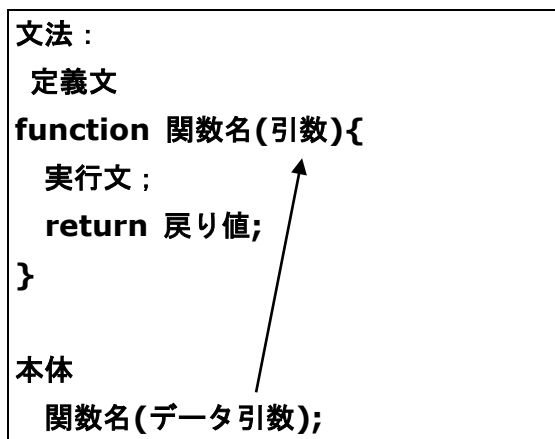 文法：
定義文
function 関数名(引数){
実行文；
return 戻り値;
}
本体
関数名(データ引数);